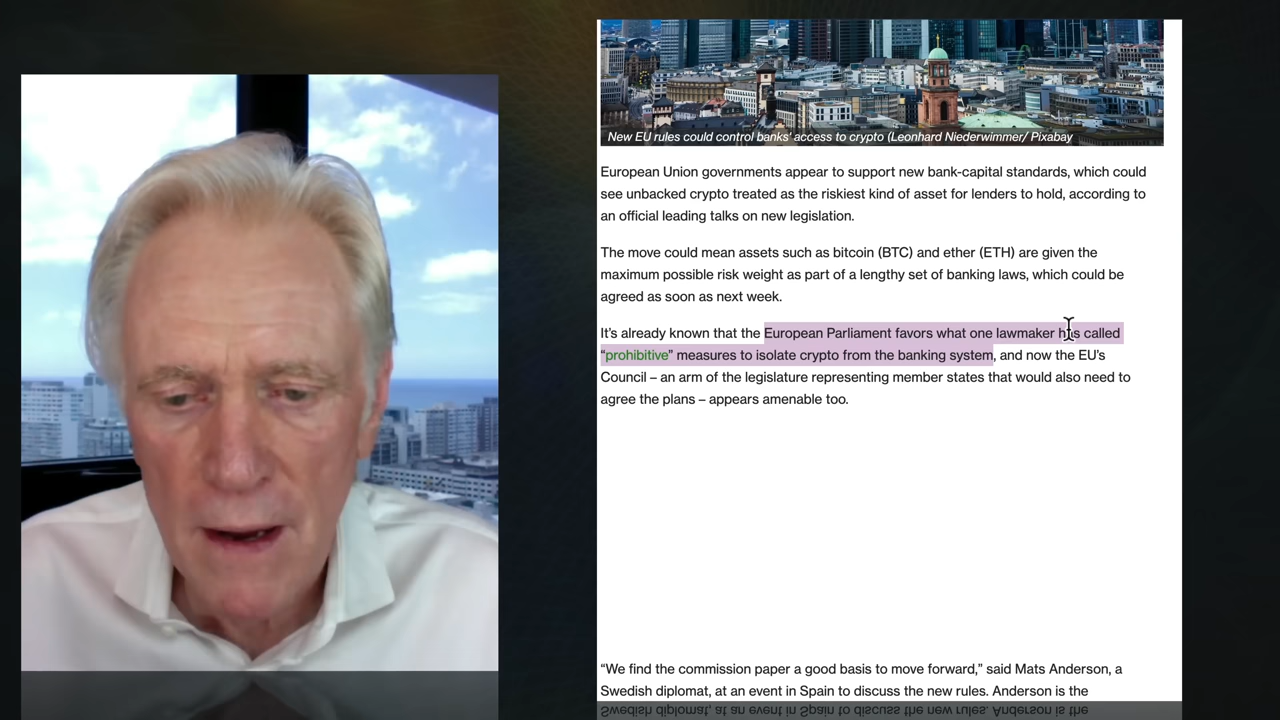 New EU rules could control banks' access to crypto (Leonhard Niederwimmer/ Pixabay
European Union governments appear to support new bank-capital standards, which could
see unbacked crypto treated as the riskiest kind of asset for lenders to hold, according to
an official leading talks on new legislation.
The move could mean assets such as bitcoin (BTC) and ether (ETH) are given the
maximum possible risk weight as part of a lengthy set of banking laws, which could be
agreed as soon as next week.
It’s already known that the European Parliament favors what one lawmaker has called
“prohibitive” measures to isolate crypto from the banking system, and now the EU’s
Council – an arm of the legislature representing member states that would also need to
agree the plans – appears amenable too.
“We find the commission paper a good basis to move forward,” said Mats Anderson, a
Swedish diplomat, at an event in Spain to discuss the new rules. Anderson is the